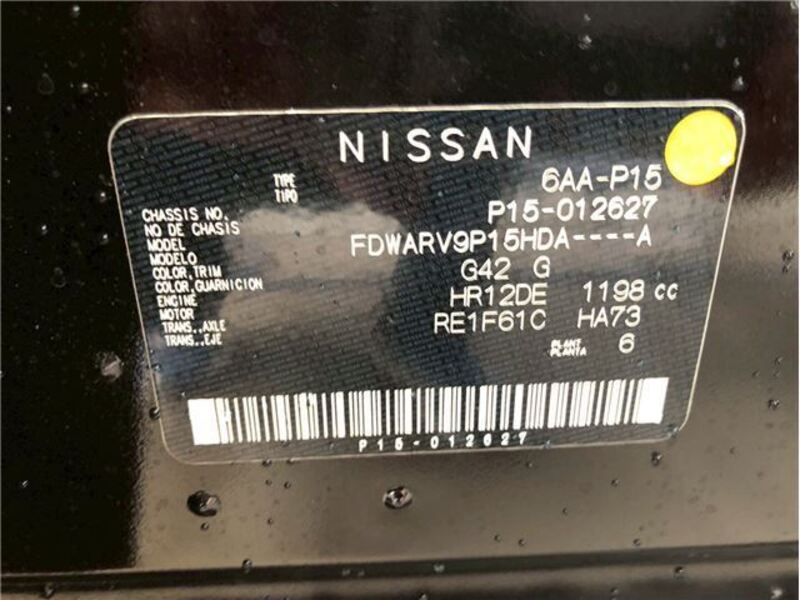 NISSAN
TYPE 6AA-P15
TIPO
CHASSIS NO. P15-012627
NO DE CHASIS
MODEL FDWARV9P15HDA----A
MODELO
COLOR,TRIM G42 G
COLOR,GUARNICION
ENGINE HR12DE 1198 cc
MOTOR
TRANS.,AXLE RE1F61C HA73
TRANS.,EJE
PLANT 6
PLANTA
P15-012627